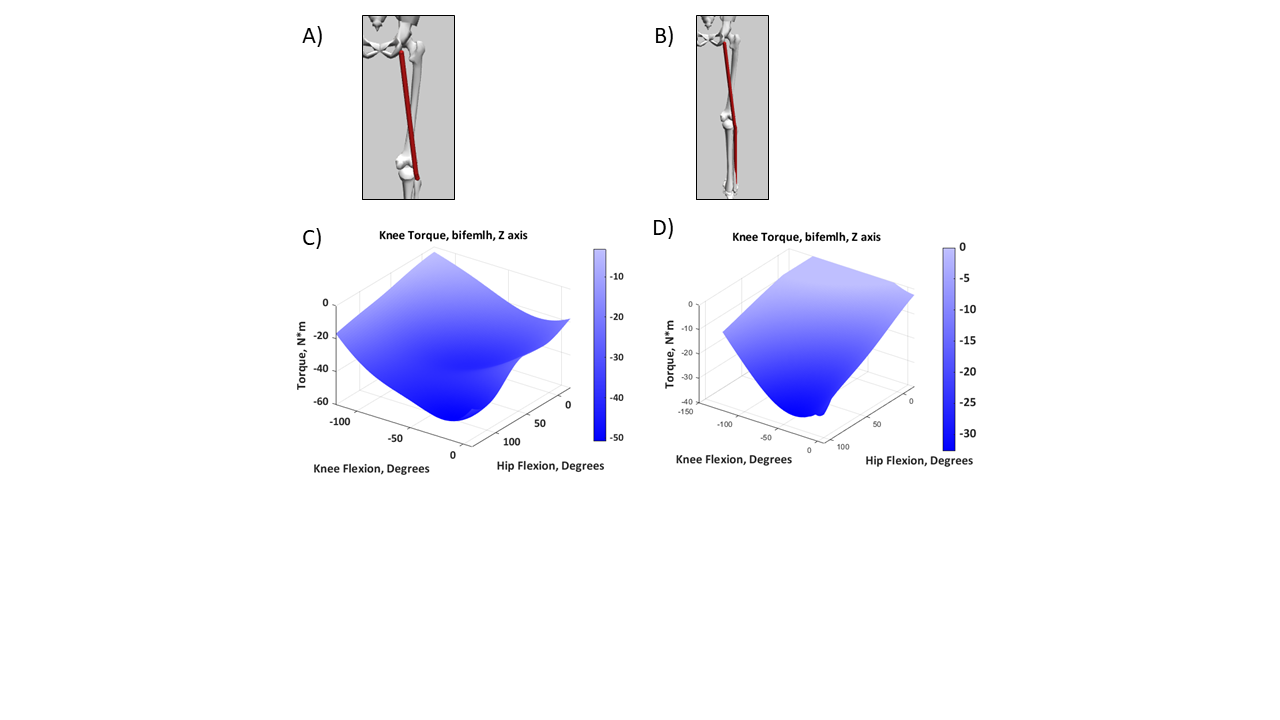 A)
B)
C)
Knee Torque, bifemlh, Z axis
Torque, N*m
0
-20
-40
-60
-100
-50
0
Knee Flexion, Degrees
100
50
0
Hip Flexion, Degrees
-10
-20
-30
-40
-50
D)
Knee Torque, bifemlh, Z axis
Torque, N*m
0
-10
-20
-30
-40
-150
-100
-50
0
Knee Flexion, Degrees
100
50
0
Hip Flexion, Degrees
0
-5
-10
-15
-20
-25
-30